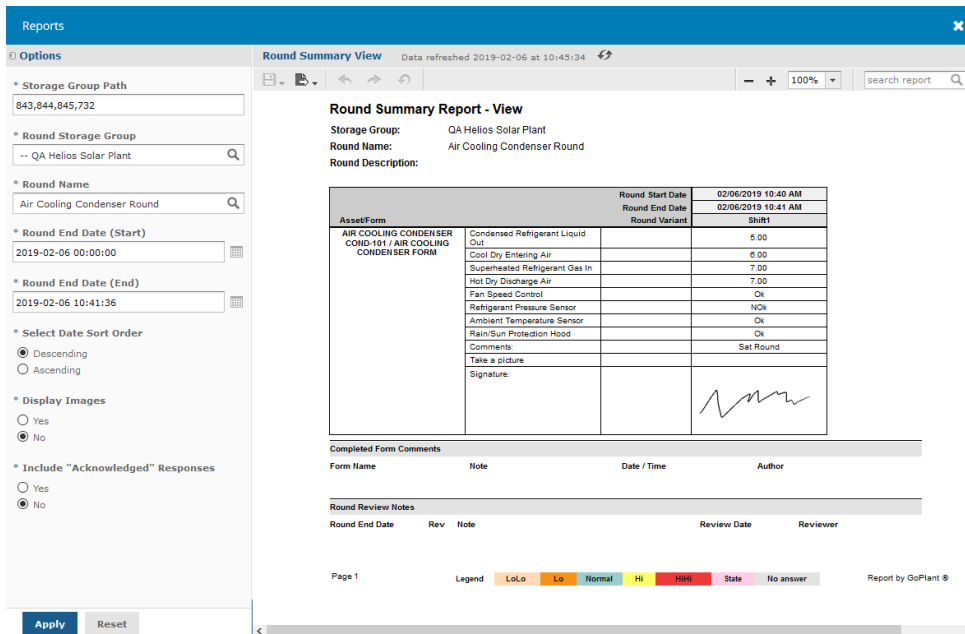 Reports
Options
* Storage Group Path
843,844,845,732
* Round Storage Group
-- QA Helios Solar Plant
* Round Name
Air Cooling Condenser Round
* Round End Date (Start)
2019-02-06 00:00:00
* Round End Date (End)
2019-02-06 10:41:36
* Select Date Sort Order
Descending
Ascending
* Display Images
Yes
No
* Include "Acknowledged" Responses
Yes
No
Apply Reset
Round Summary View Data refreshed 2019-02-06 at 10:45:34
100% search report
Round Summary Report - View
Storage Group: QA Helios Solar Plant
Round Name: Air Cooling Condenser Round
Round Description:
Round Start Date 02/06/2019 10:40 AM
Round End Date 02/06/2019 10:41 AM
Asset/Form Round Variant Shift1
AIR COOLING CONDENSER
COND-101 / AIR COOLING
CONDENSER FORM
Condensed Refrigerant Liquid
Out 5.00
Cool Dry Entering Air 6.00
Superheated Refrigerant Gas In 7.00
Hot Dry Discharge Air 7.00
Fan Speed Control Ok
Refrigerant Pressure Sensor NOk
Ambient Temperature Sensor Ok
Rain/Sun Protection Hood Ok
Comments: Sat Round
Take a picture
Signature:
Completed Form Comments
Form Name Note Date / Time Author
Round Review Notes
Round End Date Rev Note Review Date Reviewer
Page 1 Legend LoLo Lo Normal Hi HiHi State No answer Report by GoPlant ®